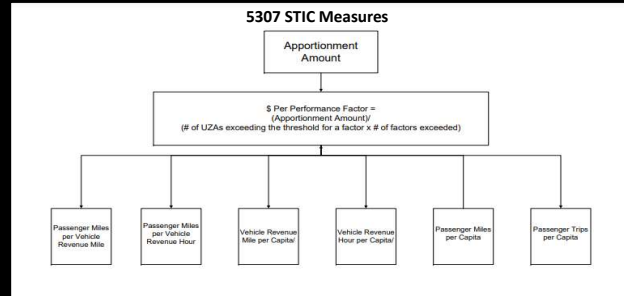 5307 STIC Measures
Apportionment
Amount
$ Per Performance Factor =
(Apportionment Amount)/
(# of UZAs exceeding the threshold for a factor x # of factors exceeded)
Passenger Miles
per Vehicle
Revenue Mile
Passenger Miles
per Vehicle
Revenue Hour
Vehicle Revenue
Mile per Capita/
Vehicle Revenue
Hour per Capita/
Passenger Miles
per Capita
Passenger Trips
per Capita